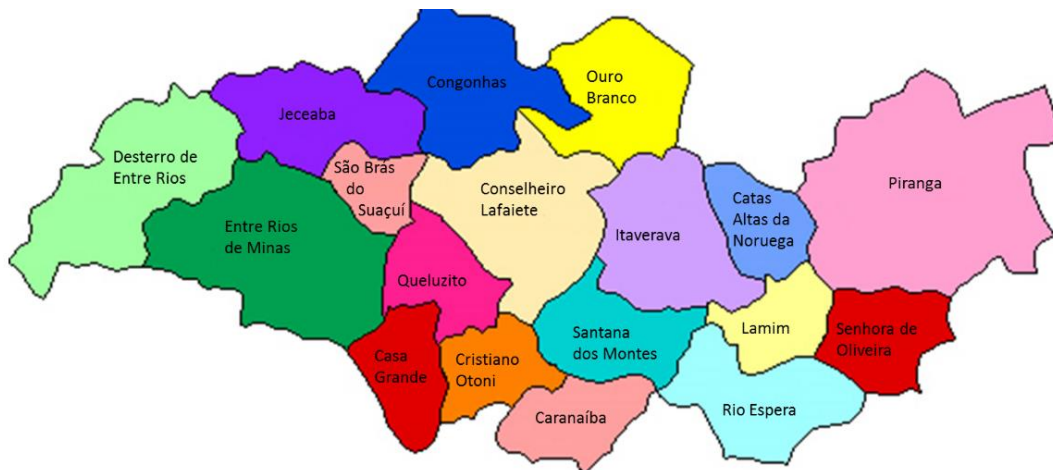 Congonhas
Ouro
Branco
Jeceaba
Desterro de
Entre Rios
São Brás
do
Suaçuí
Conselheiro
Lafaiete
Catas
Altas da
Noruega
Piranga
Entre Rios
de Minas
Itaverava
Queluzito
Santana
dos Montes
Lamim
Senhora de
Oliveira
Casa
Grande
Cristiano
Otoni
Caranaíba
Rio Espera